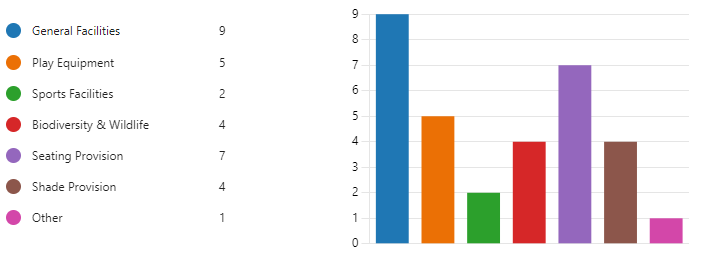 General Facilities 9
Play Equipment 5
Sports Facilities 2
Biodiversity & Wildlife 4
Seating Provision 7
Shade Provision 4
Other 1
9
8
7
6
5
4
3
2
1
0